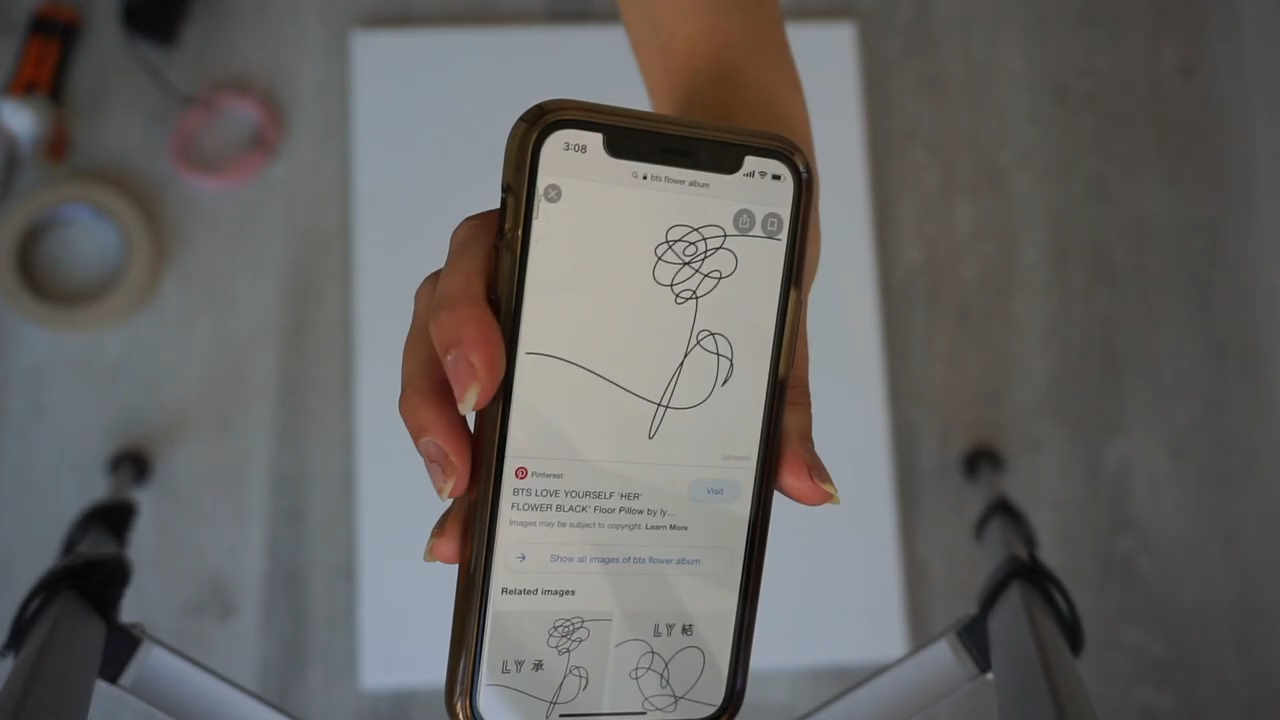 3:08
bts flower album
Pinterest
BTS LOVE YOURSELF 'HER'
FLOWER BLACK' Floor Pillow by ly...
Visit
Images may be subject to copyright. Learn More
Show all images of bts flower album
Related images
LY 承
LY 結